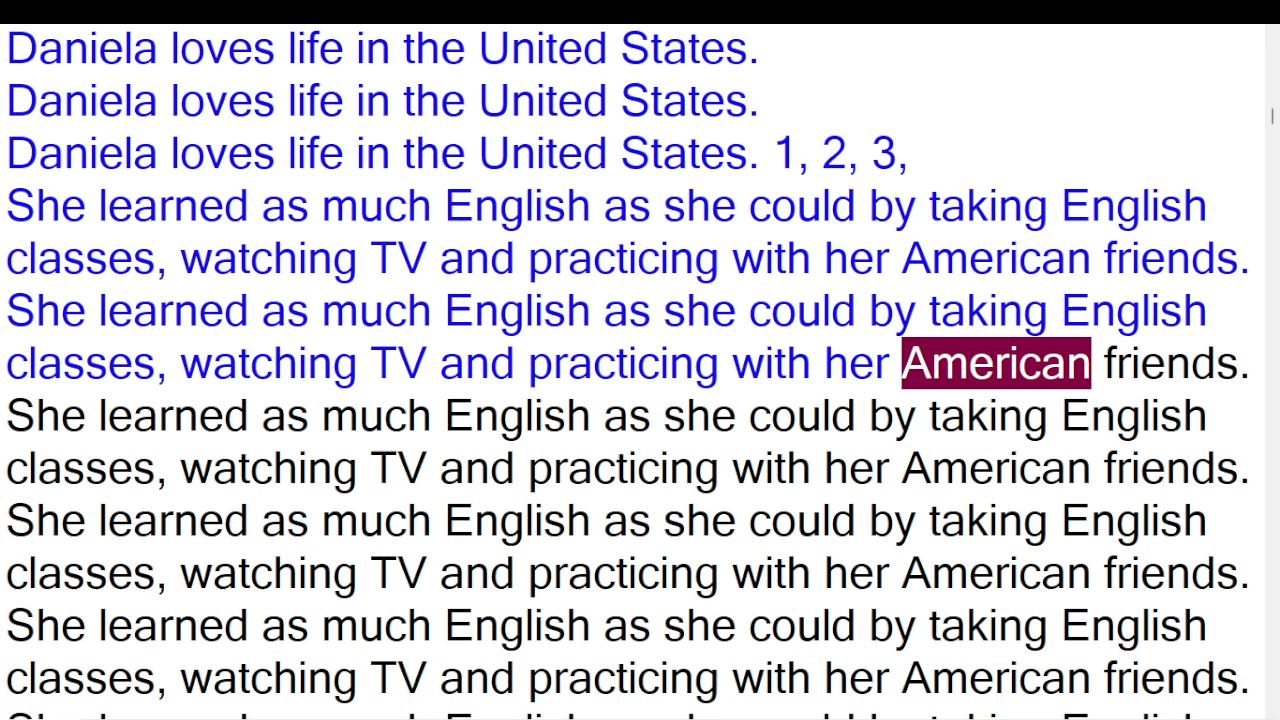 Daniela loves life in the United States.
Daniela loves life in the United States.
Daniela loves life in the United States. 1, 2, 3,
She learned as much English as she could by taking English
classes, watching TV and practicing with her American friends.
She learned as much English as she could by taking English
classes, watching TV and practicing with her American friends.
She learned as much English as she could by taking English
classes, watching TV and practicing with her American friends.
She learned as much English as she could by taking English
classes, watching TV and practicing with her American friends.
She learned as much English as she could by taking English
classes, watching TV and practicing with her American friends.